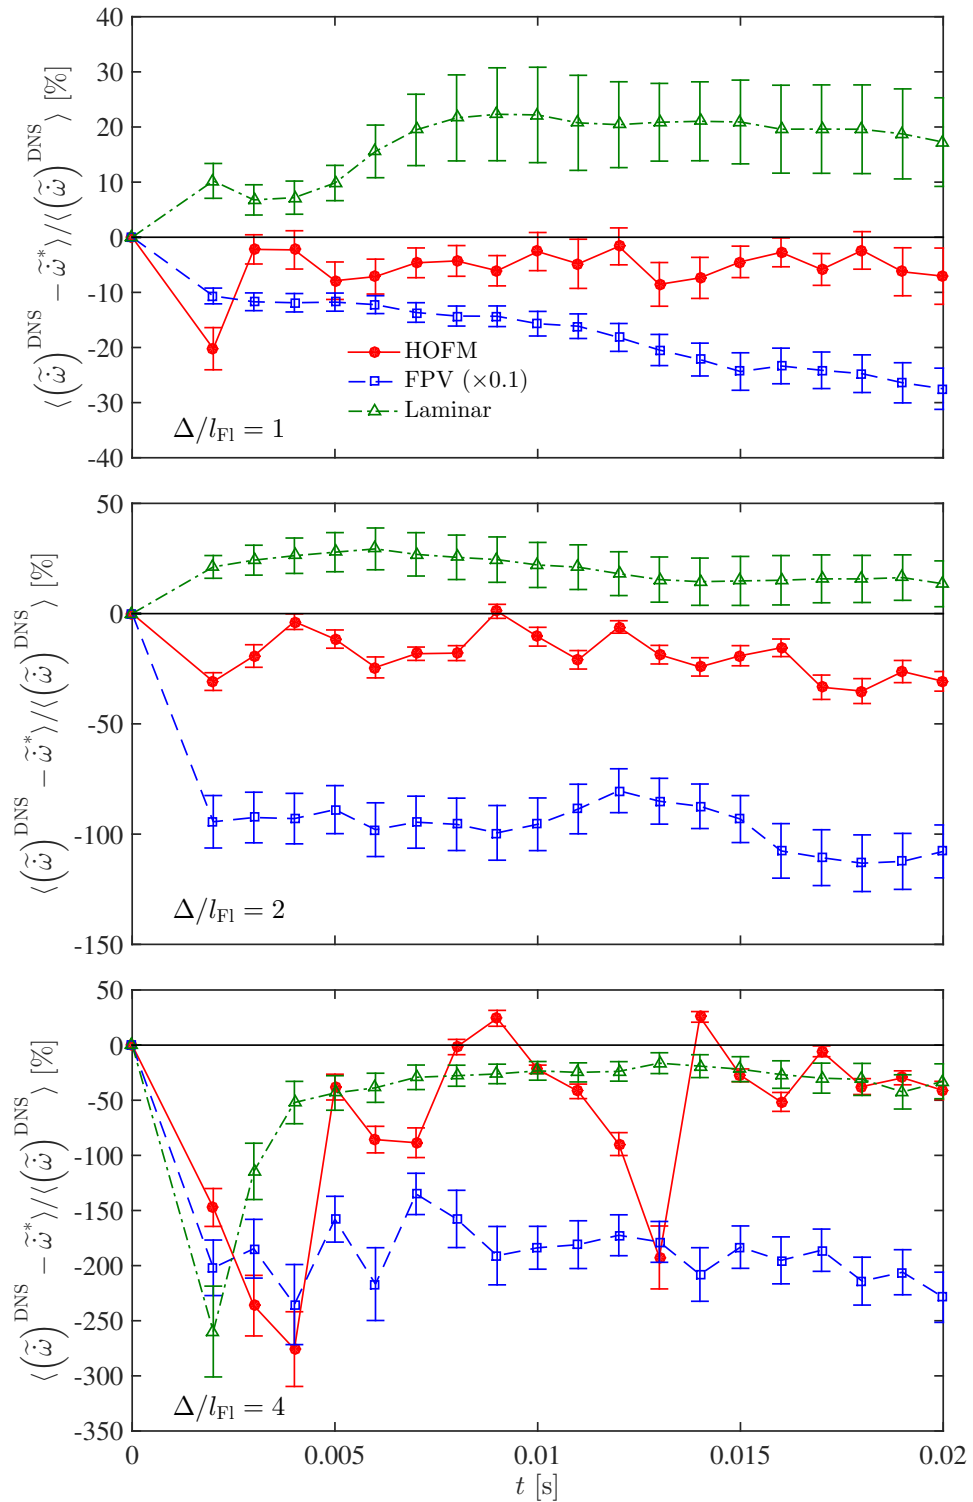 ⟨(ω̇̃)^DNS − ω̇̃*⟩/⟨(ω̇̃)^DNS⟩ [%]
40
30
20
10
0
-10
-20
-30
-40
HOFM
FPV (×0.1)
Laminar
Δ/l_Fl = 1
⟨(ω̇̃)^DNS − ω̇̃*⟩/⟨(ω̇̃)^DNS⟩ [%]
50
0
-50
-100
-150
Δ/l_Fl = 2
⟨(ω̇̃)^DNS − ω̇̃*⟩/⟨(ω̇̃)^DNS⟩ [%]
50
0
-50
-100
-150
-200
-250
-300
-350
Δ/l_Fl = 4
0 0.005 0.01 0.015 0.02
t [s]